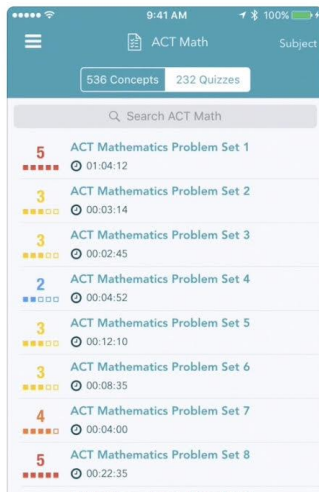 9:41 AM 100%
ACT Math Subject
536 Concepts 232 Quizzes
Search ACT Math
5 ACT Mathematics Problem Set 1
01:04:12
3 ACT Mathematics Problem Set 2
00:03:14
3 ACT Mathematics Problem Set 3
00:02:45
2 ACT Mathematics Problem Set 4
00:04:52
3 ACT Mathematics Problem Set 5
00:12:10
3 ACT Mathematics Problem Set 6
00:08:35
4 ACT Mathematics Problem Set 7
00:04:00
5 ACT Mathematics Problem Set 8
00:22:35